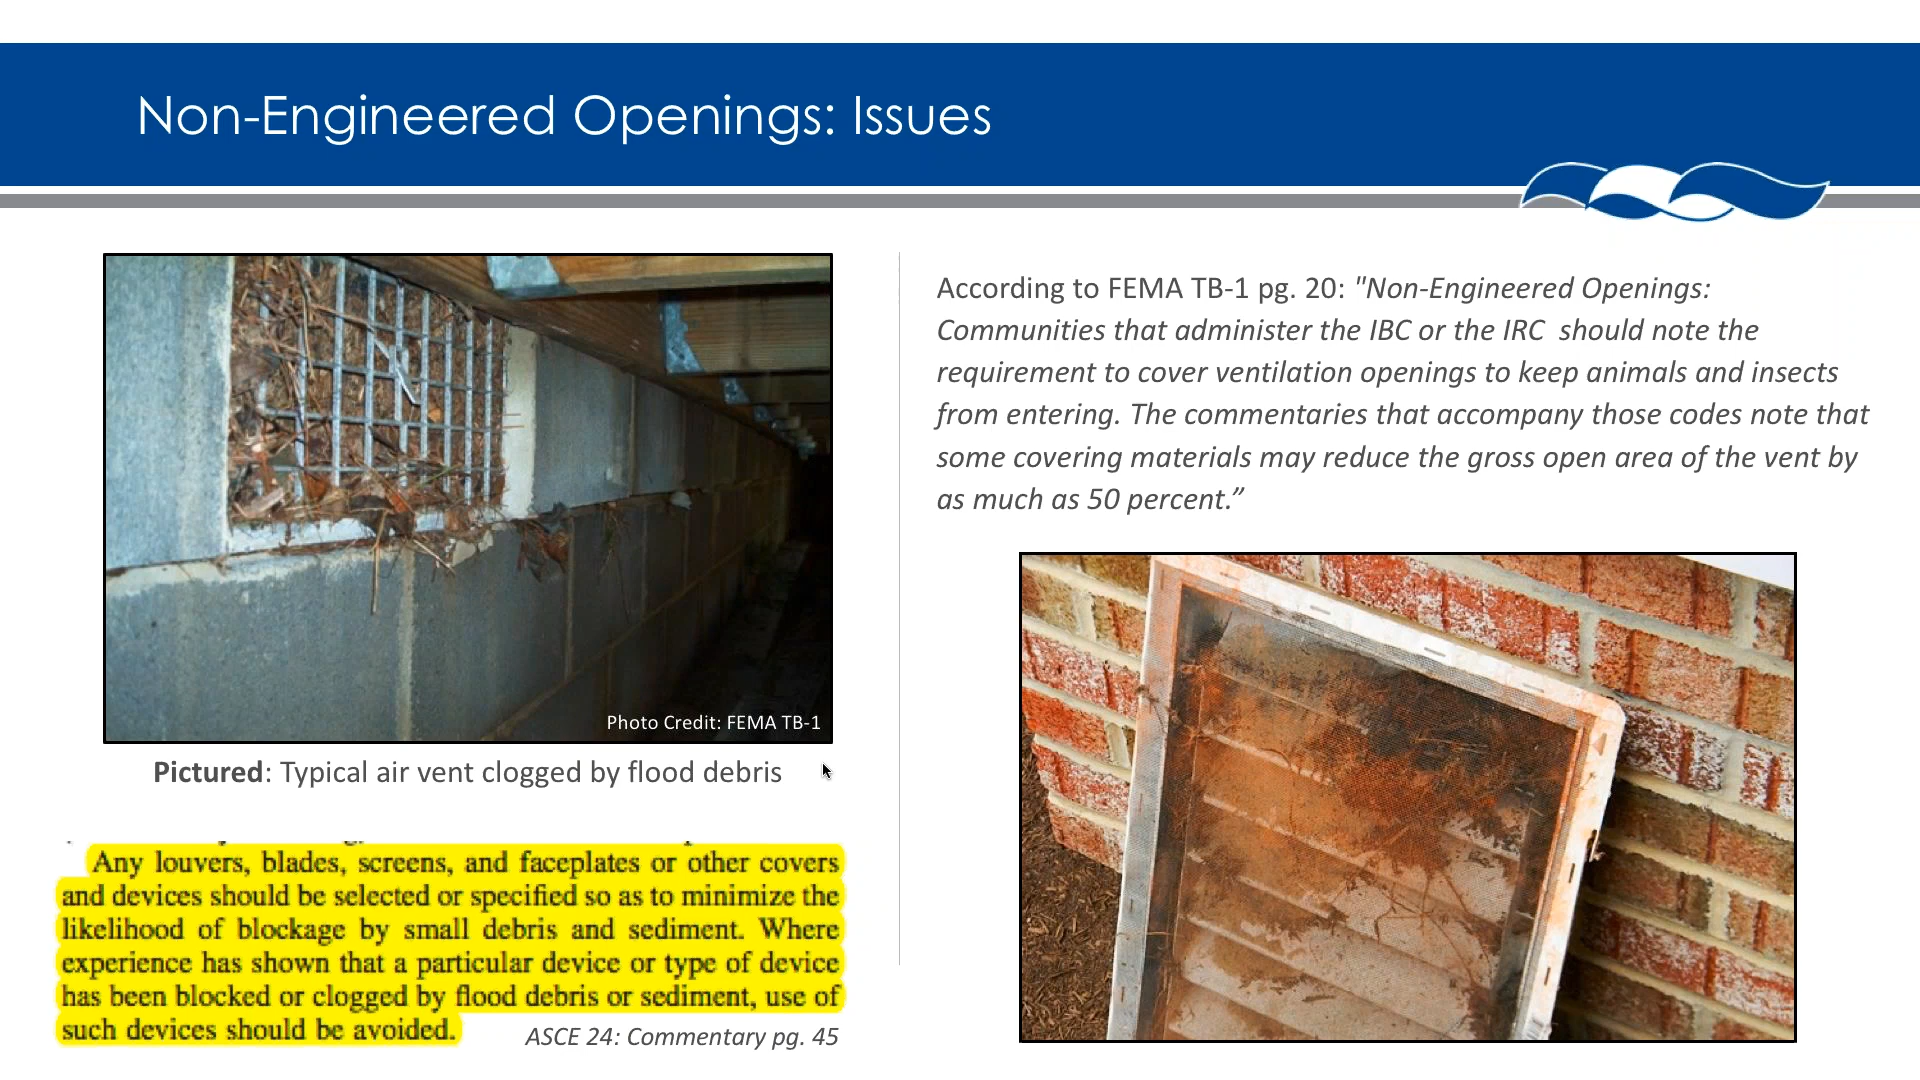 Non-Engineered Openings: Issues
Photo Credit: FEMA TB-1
Pictured: Typical air vent clogged by flood debris
Any louvers, blades, screens, and faceplates or other covers
and devices should be selected or specified so as to minimize the
likelihood of blockage by small debris and sediment. Where
experience has shown that a particular device or type of device
has been blocked or clogged by flood debris or sediment, use of
such devices should be avoided.
ASCE 24: Commentary pg. 45
According to FEMA TB-1 pg. 20: "Non-Engineered Openings:
Communities that administer the IBC or the IRC  should note the
requirement to cover ventilation openings to keep animals and insects
from entering. The commentaries that accompany those codes note that
some covering materials may reduce the gross open area of the vent by
as much as 50 percent.”